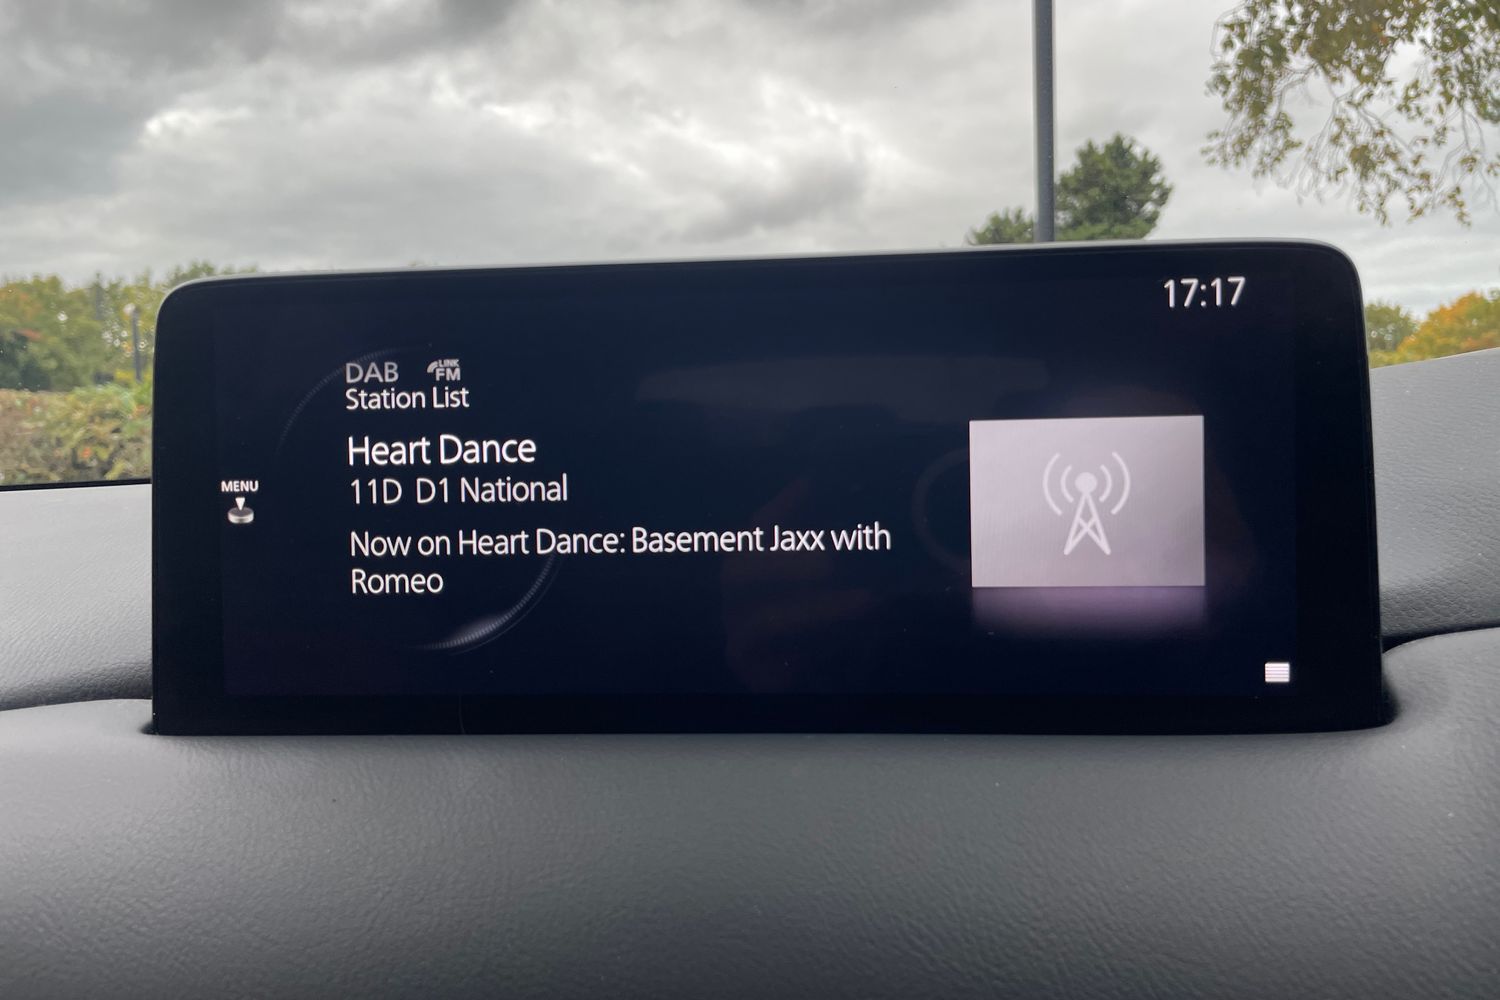 17:17
DAB LINK FM
Station List
Heart Dance
MENU
11D D1 National
Now on Heart Dance: Basement Jaxx with
Romeo